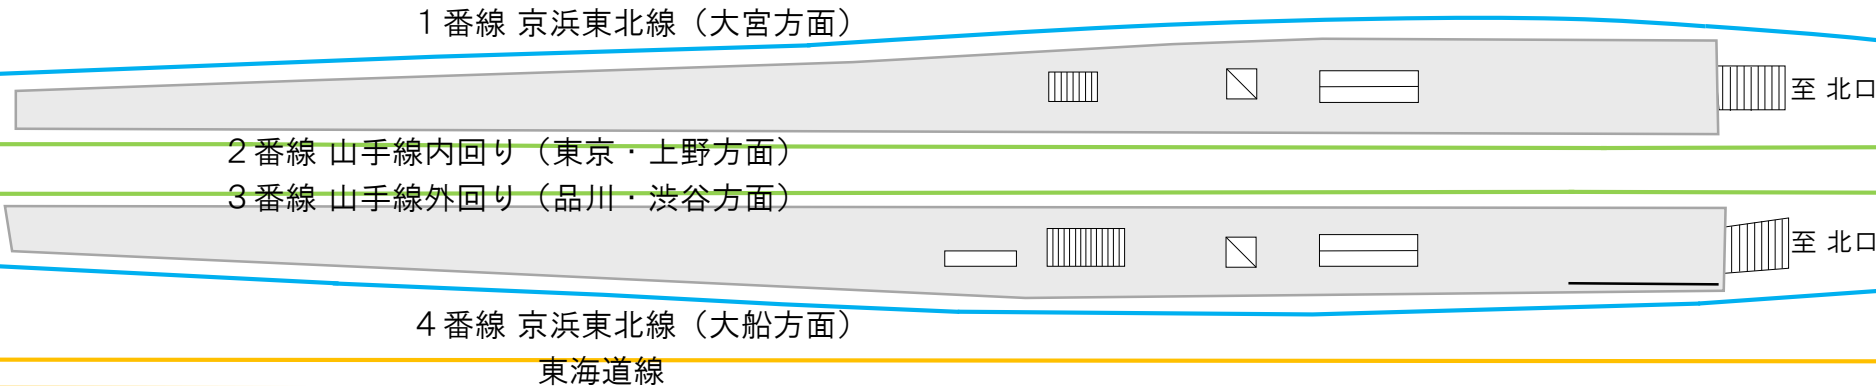 1番線 京浜東北線（大宮方面）
至 北口
2番線 山手線内回り（東京・上野方面）
3番線 山手線外回り（品川・渋谷方面）
至 北口
4番線 京浜東北線（大船方面）
東海道線